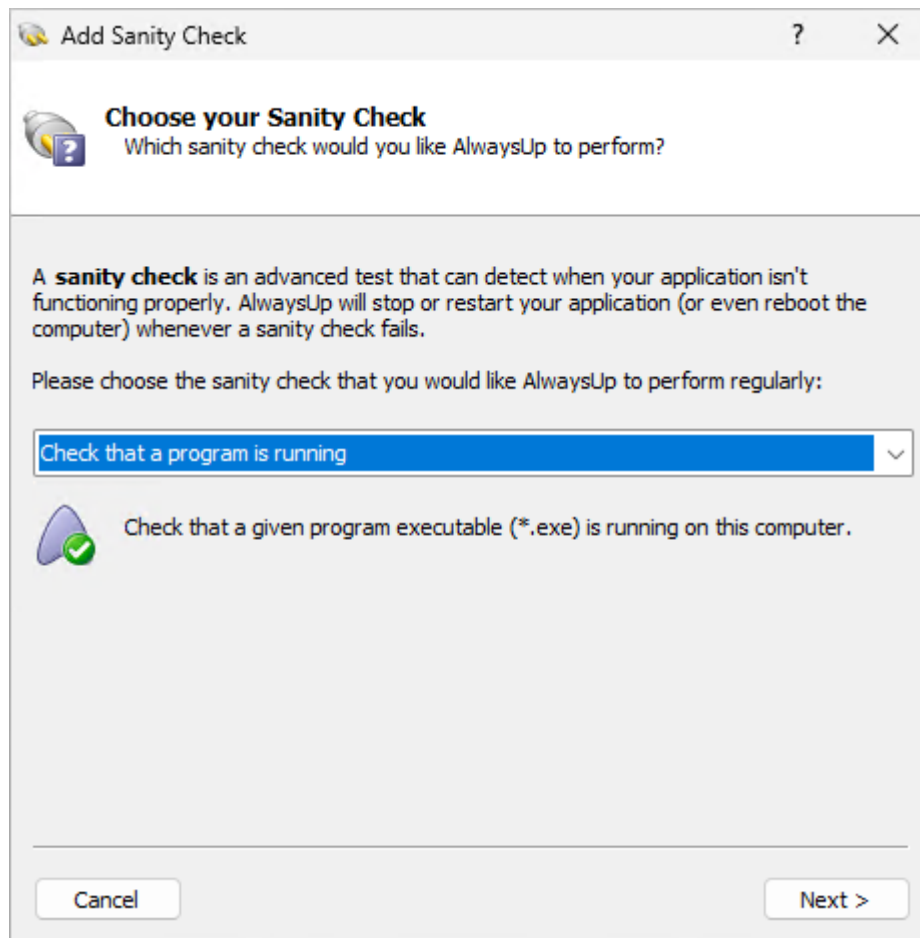 Add Sanity Check
?
Choose your Sanity Check
Which sanity check would you like AlwaysUp to perform?
?
A sanity check is an advanced test that can detect when your application isn't
functioning properly. AlwaysUp will stop or restart your application (or even reboot the
computer) whenever a sanity check fails.
Please choose the sanity check that you would like AlwaysUp to perform regularly:
Check that a program is running
Check that a given program executable (*.exe) is running on this computer.
Cancel
Next >